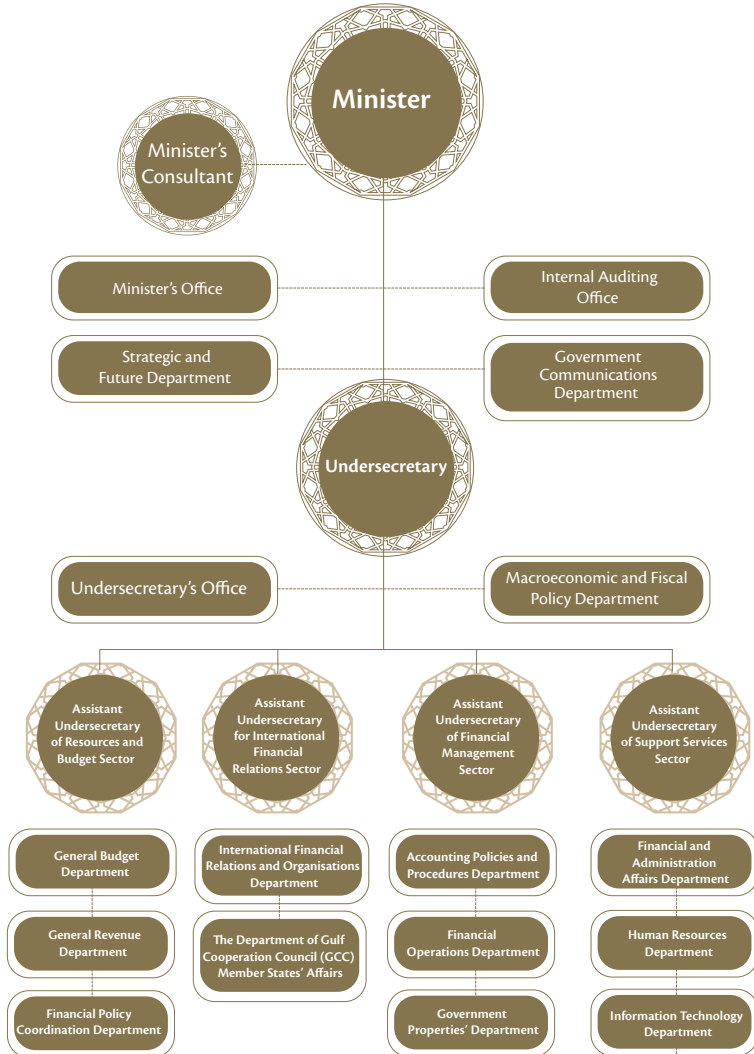 Minister
Minister's
Consultant
Minister's Office
Internal Auditing
Office
Strategic and
Future Department
Government
Communications
Department
Undersecretary
Undersecretary's Office
Macroeconomic and Fiscal
Policy Department
Assistant
Undersecretary
of Resources and
Budget Sector
Assistant
Undersecretary
for International
Financial
Relations Sector
Assistant
Undersecretary
of Financial
Management
Sector
Assistant
Undersecretary
of Support Services
Sector
General Budget
Department
International Financial
Relations and Organisations
Department
Accounting Policies and
Procedures Department
Financial and
Administration
Affairs Department
General Revenue
Department
The Department of Gulf
Cooperation Council (GCC)
Member States' Affairs
Financial
Operations Department
Human Resources
Department
Financial Policy
Coordination Department
Government
Properties' Department
Information Technology
Department